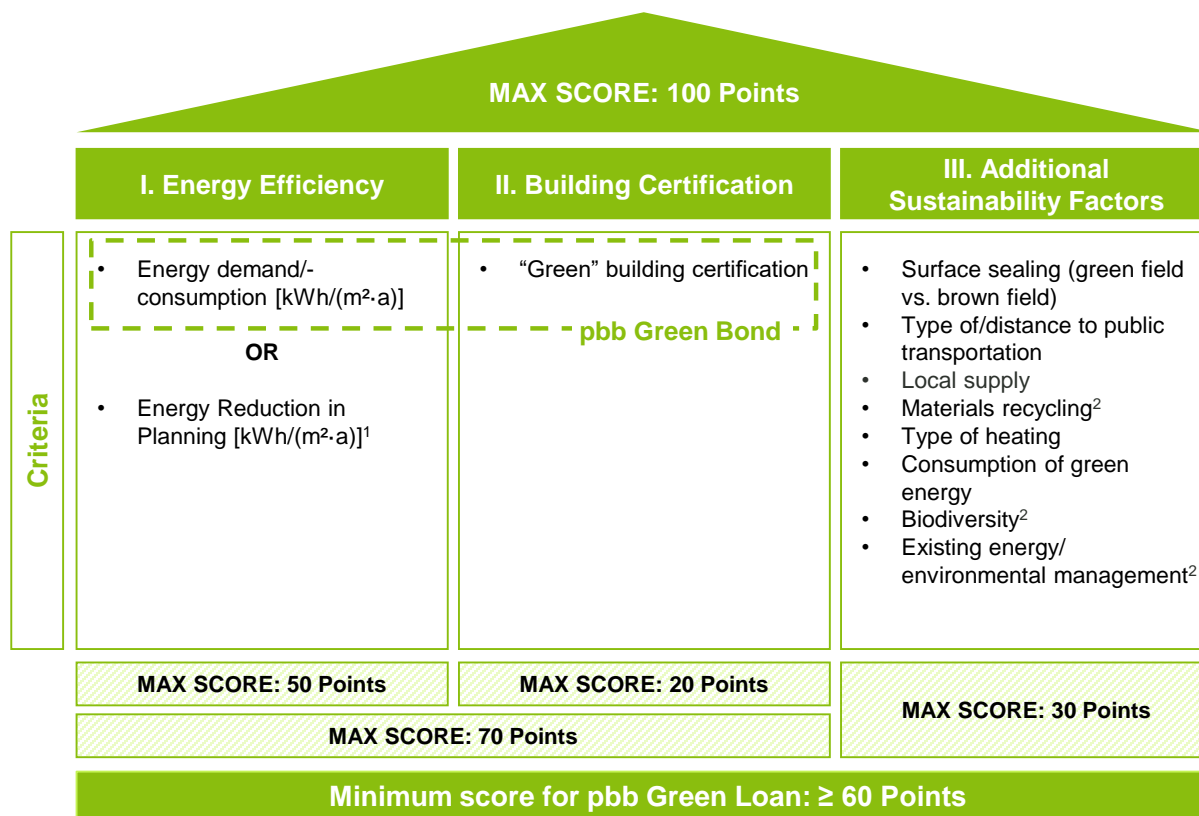 MAX SCORE: 100 Points
I. Energy Efficiency
II. Building Certification
III. Additional
Sustainability Factors
Criteria
• Energy demand/-
consumption [kWh/(m²·a)]
OR
• Energy Reduction in
Planning [kWh/(m²·a)]¹
• “Green” building certification
pbb Green Bond
• Surface sealing (green field
vs. brown field)
• Type of/distance to public
transportation
• Local supply
• Materials recycling²
• Type of heating
• Consumption of green
energy
• Biodiversity²
• Existing energy/
environmental management²
MAX SCORE: 50 Points
MAX SCORE: 20 Points
MAX SCORE: 70 Points
MAX SCORE: 30 Points
Minimum score for pbb Green Loan: ≥ 60 Points